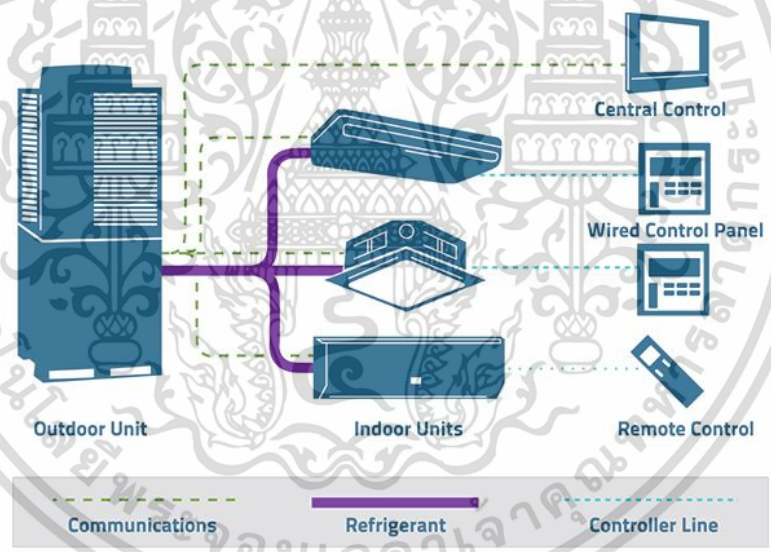 Central Control
Wired Control Panel
Outdoor Unit
Indoor Units
Remote Control
Communications
Refrigerant
Controller Line